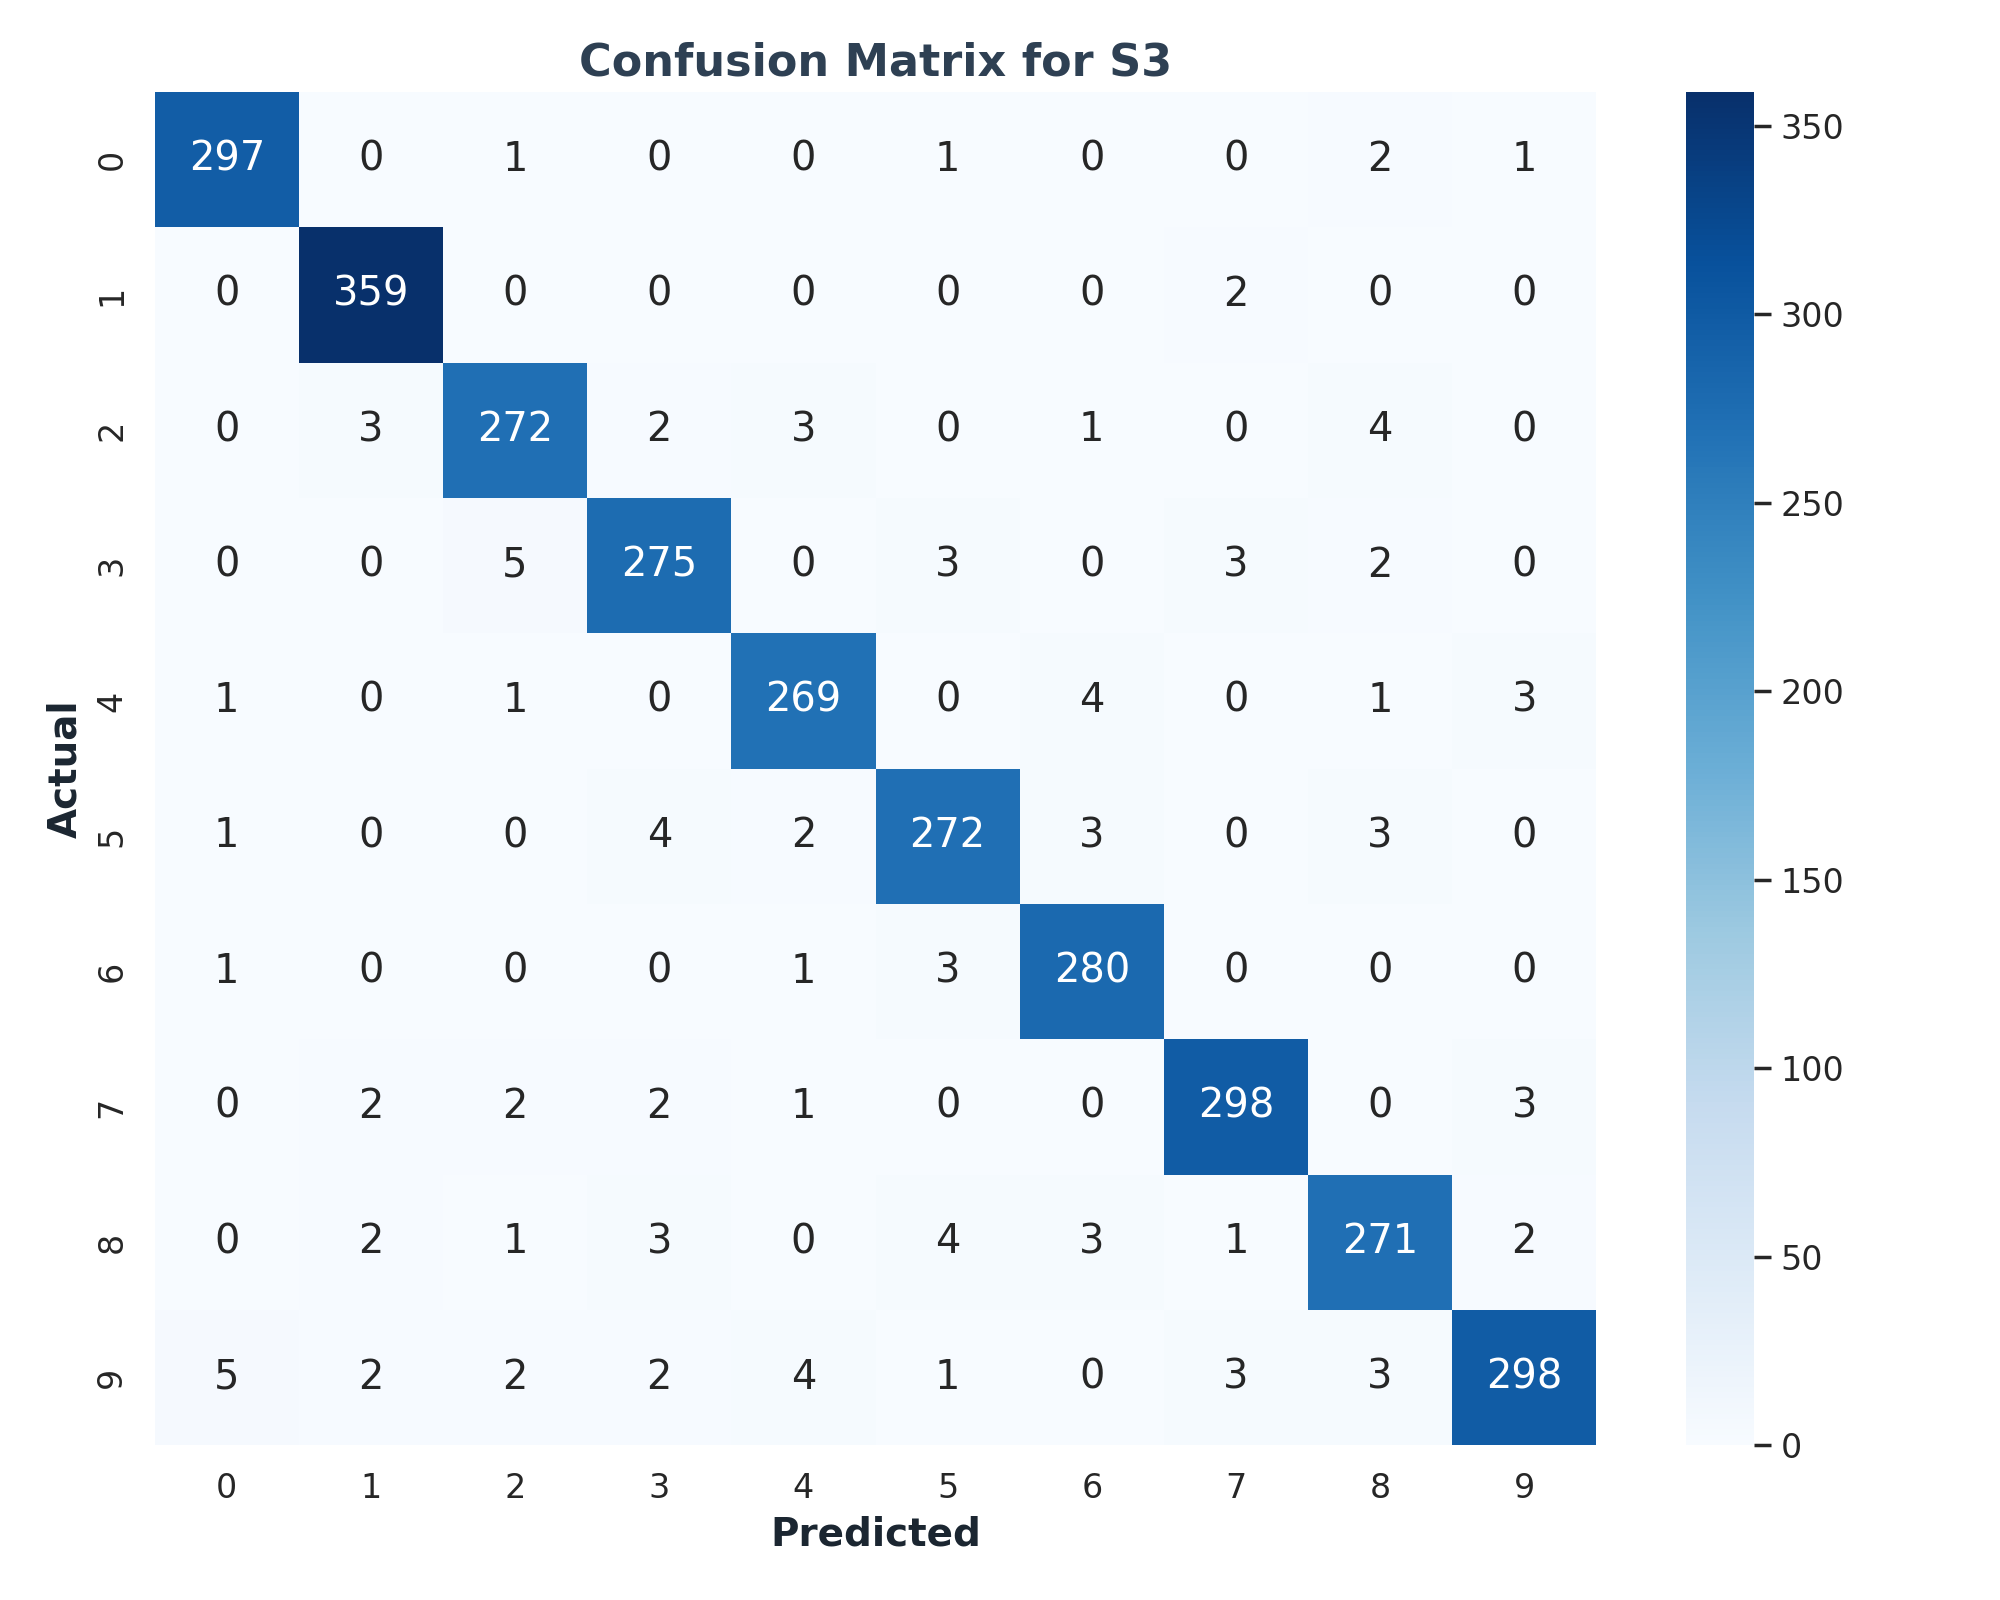 Confusion Matrix for S3
0 297 0 1 0 0 1 0 0 2 1
1 0 359 0 0 0 0 0 2 0 0
2 0 3 272 2 3 0 1 0 4 0
3 0 0 5 275 0 3 0 3 2 0
4 1 0 1 0 269 0 4 0 1 3
5 1 0 0 4 2 272 3 0 3 0
6 1 0 0 0 1 3 280 0 0 0
7 0 2 2 2 1 0 0 298 0 3
8 0 2 1 3 0 4 3 1 271 2
9 5 2 2 2 4 1 0 3 3 298
0 1 2 3 4 5 6 7 8 9
Predicted
Actual
350
300
250
200
150
100
50
0